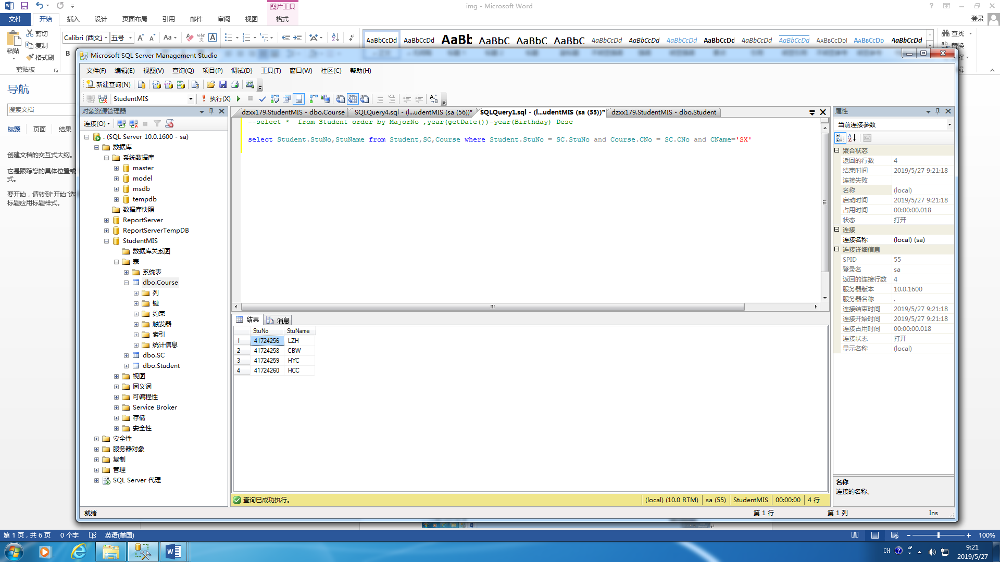 图片工具
img - Microsoft Word
文件 开始 插入 设计 页面布局 引用 邮件 审阅 视图 格式
登录
剪切
复制
格式刷
粘贴
剪贴板
Calibri (西文 五号
AaBbCcDd AaBbCcDd AaBb AaBbC AaBbC AaBbC AaBbCcDd AaBbCcDd AaBbCcDd AaBbCcDd AaBbCcDd AaBbCcDd AaBbCcDd AaBbCcDd AaBbCcDd
查找
替换
导航
搜索文档
标题 页面 结果
创建文档的交互式大纲。
它是跟踪您的具体位置或
式。
要开始，请转到"开始"选
标题应用标题样式。
Microsoft SQL Server Management Studio
文件(F) 编辑(E) 视图(V) 查询(Q) 项目(P) 调试(D) 工具(T) 窗口(W) 社区(C) 帮助(H)
新建查询(N)
StudentMIS
执行(X)
对象资源管理器
连接(O)
. (SQL Server 10.0.1600 - sa)
数据库
系统数据库
master
model
msdb
tempdb
数据库快照
ReportServer
ReportServerTempDB
StudentMIS
数据库关系图
表
系统表
dbo.Course
列
键
约束
触发器
索引
统计信息
dbo.SC
dbo.Student
视图
同义词
可编程性
Service Broker
存储
安全性
安全性
服务器对象
复制
管理
SQL Server 代理
dzxx179.StudentMIS - dbo.Course SQLQuery4.sql - (l...udentMIS (sa (56))* SQLQuery1.sql - (l...udentMIS (sa (55))* dzxx179.StudentMIS - dbo.Student
--select *  from Student order by MajorNo ,year(getDate())-year(Birthday) Desc
select Student.StuNo,StuName from Student,SC,Course where Student.StuNo = SC.StuNo and Course.CNo = SC.CNo and CName='SX'
结果 消息
StuNo StuName
1 41724256 LZH
2 41724258 CBW
3 41724259 HYC
4 41724260 HCC
查询已成功执行。 (local) (10.0 RTM) sa (55) StudentMIS 00:00:00 4 行
属性
当前连接参数
聚合状态
返回的行数 4
结束时间 2019/5/27 9:21:18
连接失败
名称 (local)
启动时间 2019/5/27 9:21:18
占用时间 00:00:00.018
状态 打开
连接
连接名称 (local) (sa)
连接详细信息
SPID 55
登录名 sa
返回的连接行数 4
服务器版本 10.0.1600
服务器名称 .
连接结束时间 2019/5/27 9:21:18
连接开始时间 2019/5/27 9:21:18
连接占用时间 00:00:00.018
连接状态 打开
显示名称 (local)
名称
连接的名称。
就绪 第 1 行 第 1 列 Ins
第 1 页，共 6 页 0 个字 英语(美国) 100%
CH 9:21
2019/5/27